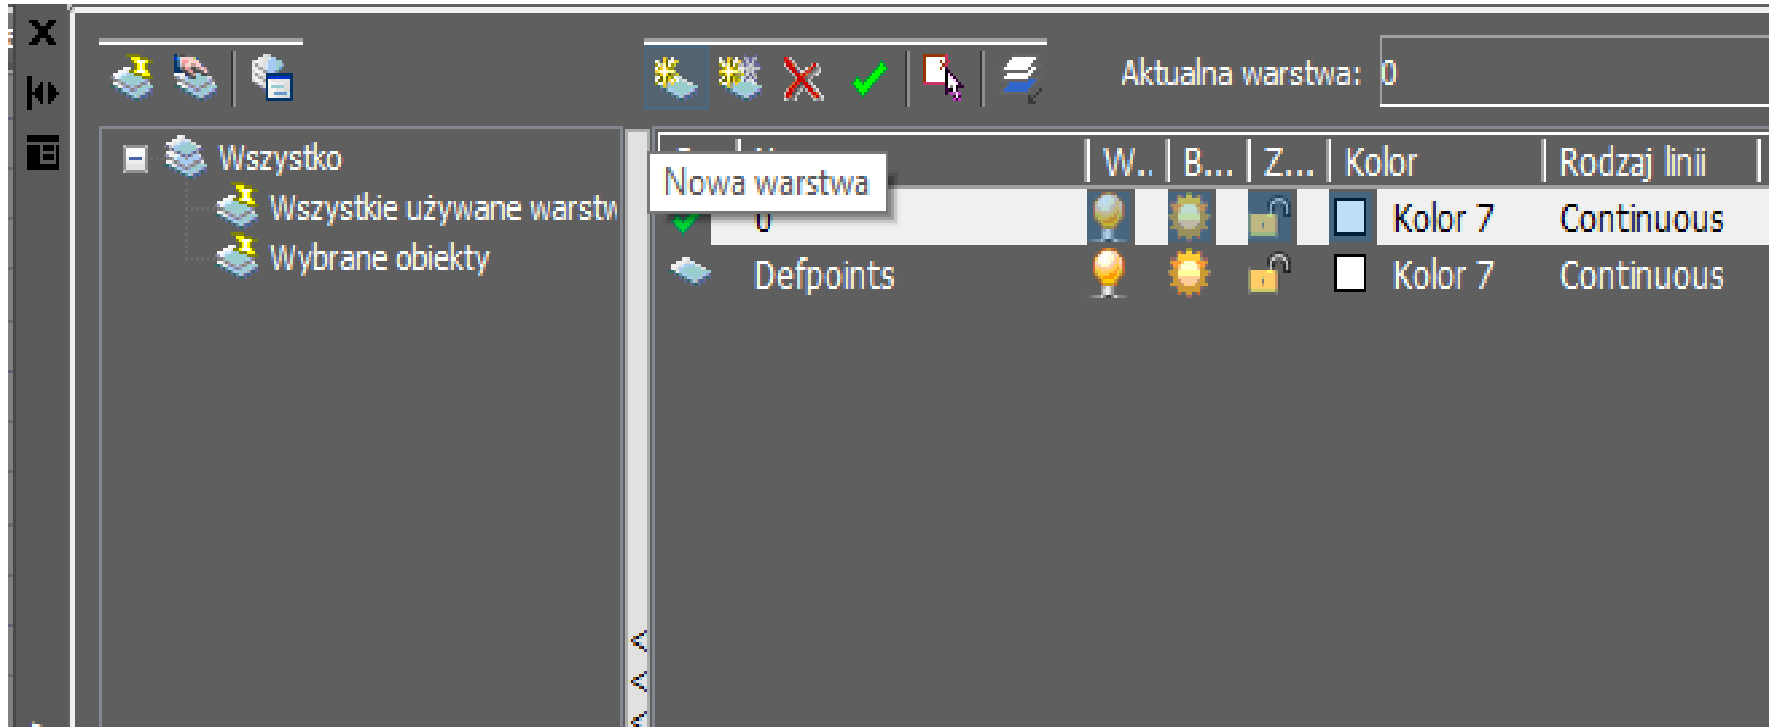 Aktualna warstwa: 0
Wszystko
Wszystkie używane warstw
Wybrane obiekty
Nowa warstwa
W.. B... Z... Kolor Rodzaj linii
0 Kolor 7 Continuous
Defpoints Kolor 7 Continuous